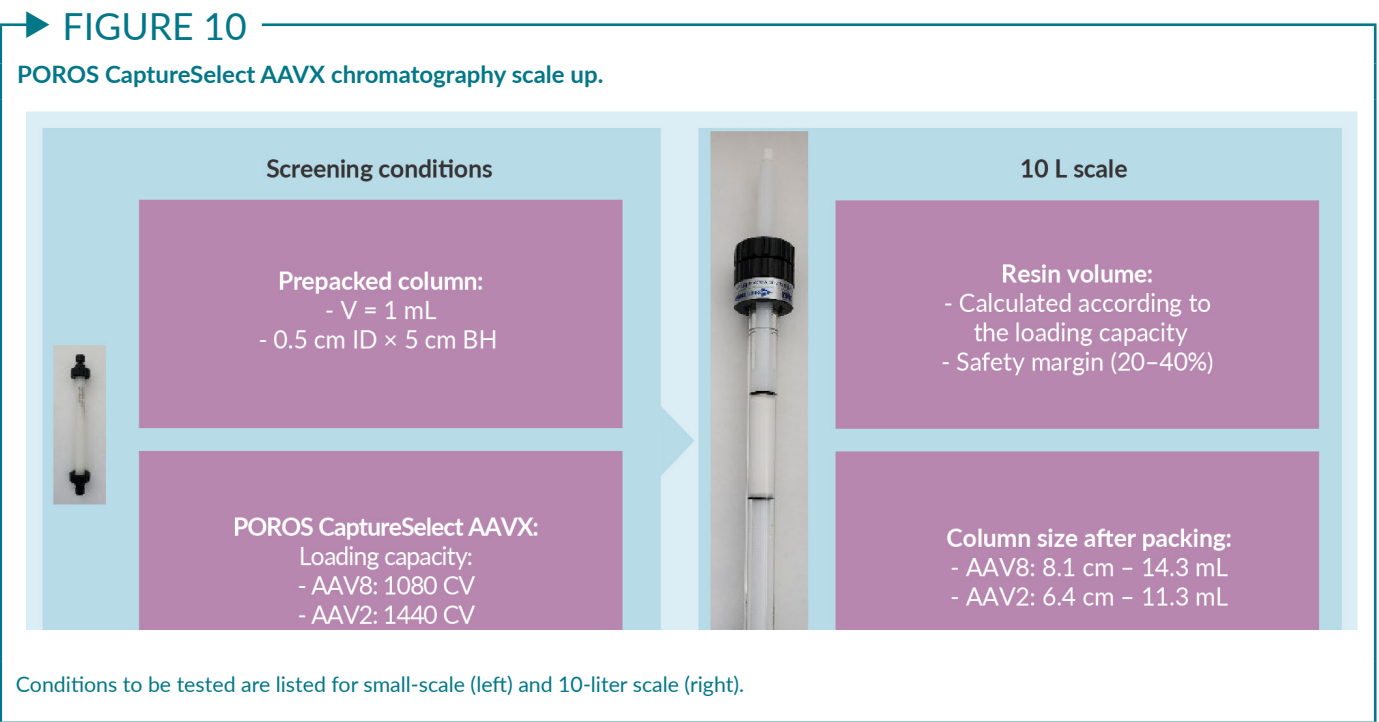 FIGURE 10
POROS CaptureSelect AAVX chromatography scale up.
Screening conditions
Prepacked column:
- V = 1 mL
- 0.5 cm ID × 5 cm BH
POROS CaptureSelect AAVX:
Loading capacity:
- AAV8: 1080 CV
- AAV2: 1440 CV
10 L scale
Resin volume:
- Calculated according to
the loading capacity
- Safety margin (20–40%)
Column size after packing:
- AAV8: 8.1 cm – 14.3 mL
- AAV2: 6.4 cm – 11.3 mL
Conditions to be tested are listed for small-scale (left) and 10-liter scale (right).